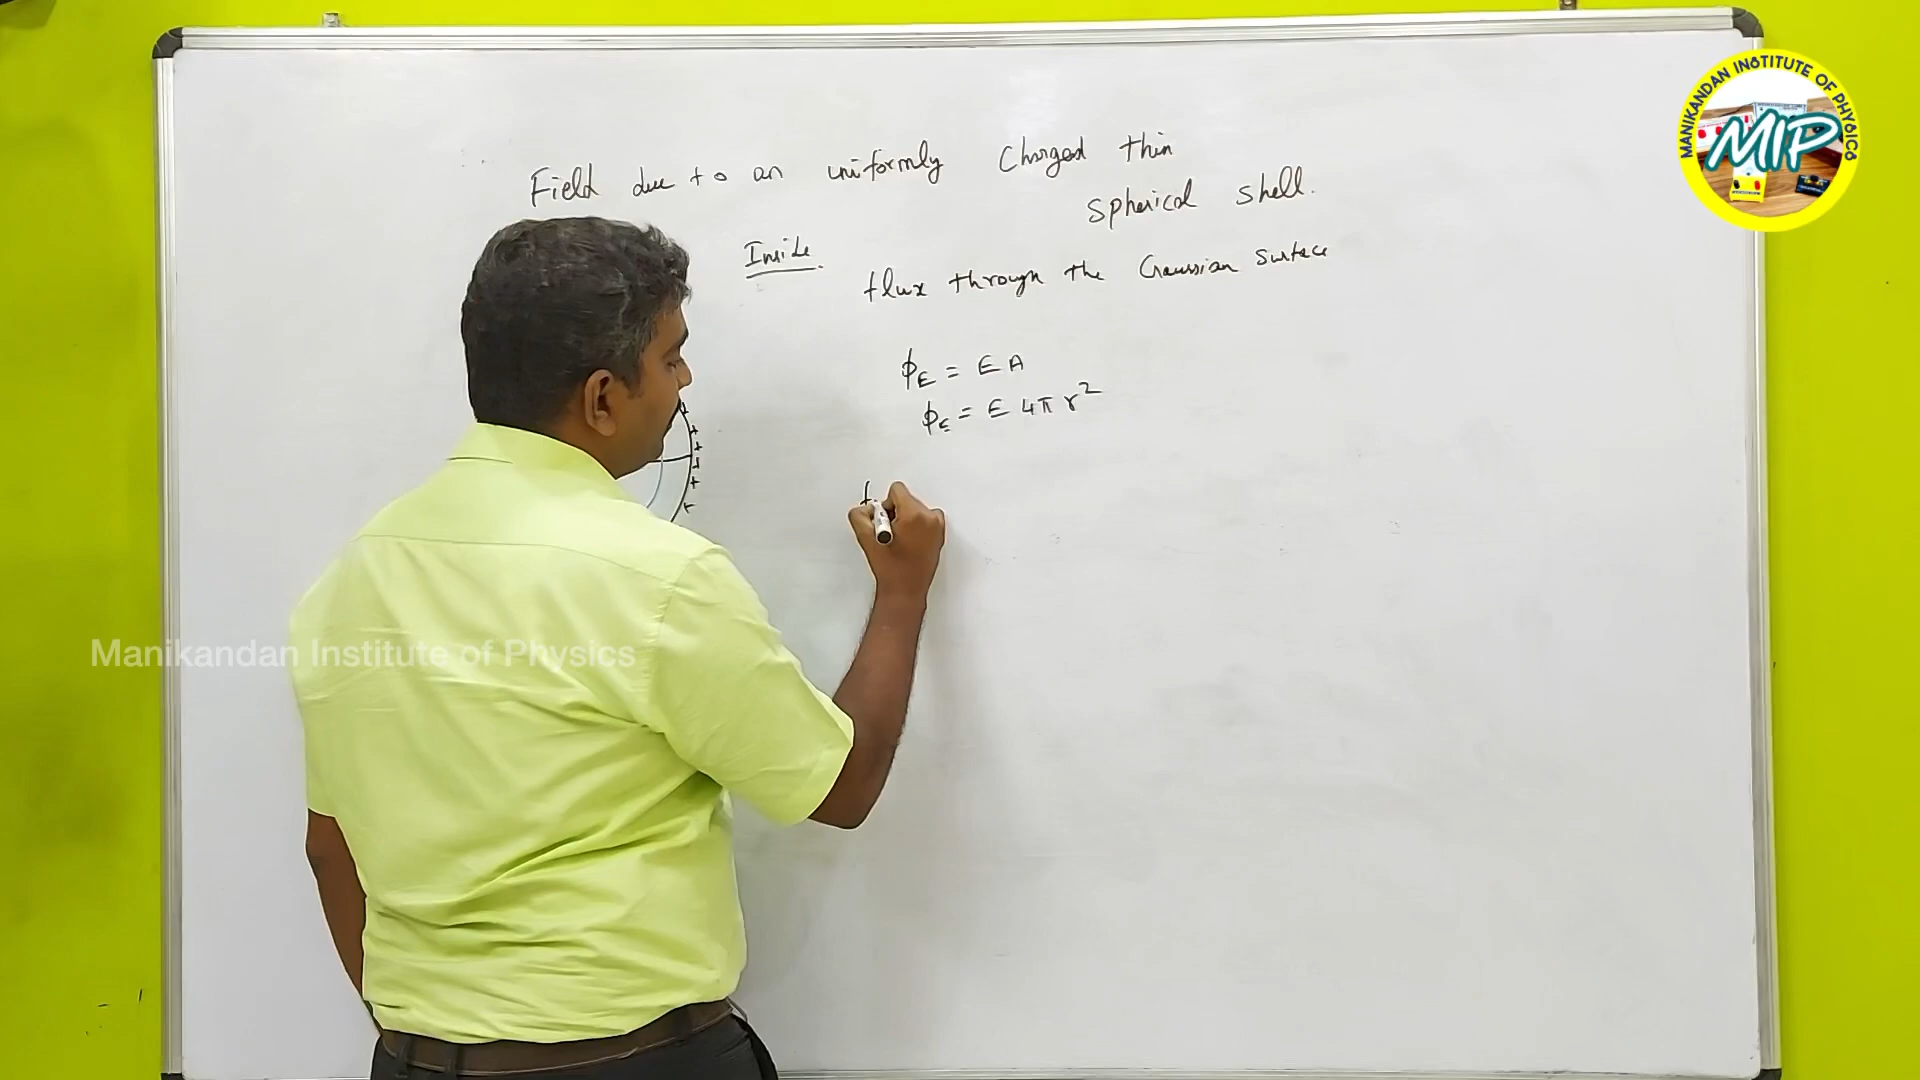 Field due to an uniformly charged thin
spherical shell.
Inside.
flux through the Gaussian surface
ϕE = E A
ϕE = E 4π r²
f
MANIKANDAN INSTITUTE OF PHYSICS
MIP
Manikandan Institute of Physics